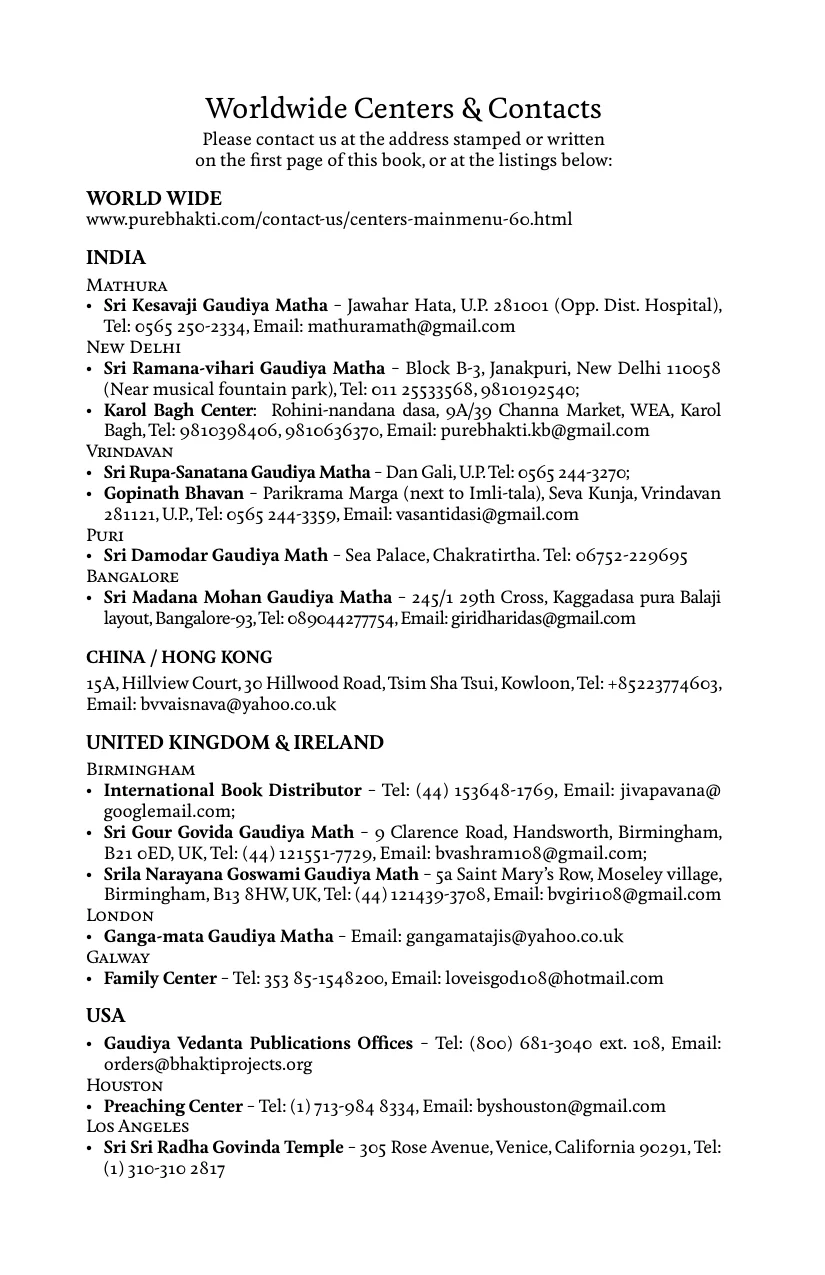 Worldwide Centers & Contacts
Please contact us at the address stamped or written
on the first page of this book, or at the listings below:
WORLD WIDE
www.purebhakti.com/contact-us/centers-mainmenu-60.html
INDIA
Mathura
• Sri Kesavaji Gaudiya Matha – Jawahar Hata, U.P. 281001 (Opp. Dist. Hospital),
Tel: 0565 250-2334, Email: mathuramath@gmail.com
New Delhi
• Sri Ramana-vihari Gaudiya Matha – Block B-3, Janakpuri, New Delhi 110058
(Near musical fountain park), Tel: 011 25533568, 9810192540;
• Karol Bagh Center: Rohini-nandana dasa, 9A/39 Channa Market, WEA, Karol
Bagh, Tel: 9810398406, 9810636370, Email: purebhakti.kb@gmail.com
Vrindavan
• Sri Rupa-Sanatana Gaudiya Matha – Dan Gali, U.P. Tel: 0565 244-3270;
• Gopinath Bhavan – Parikrama Marga (next to Imli-tala), Seva Kunja, Vrindavan
281121, U.P., Tel: 0565 244-3359, Email: vasantidasi@gmail.com
Puri
• Sri Damodar Gaudiya Math – Sea Palace, Chakratirtha. Tel: 06752-229695
Bangalore
• Sri Madana Mohan Gaudiya Matha – 245/1 29th Cross, Kaggadasa pura Balaji
layout, Bangalore-93, Tel: 089044277754, Email: giridharidas@gmail.com
CHINA / HONG KONG
15A, Hillview Court, 30 Hillwood Road, Tsim Sha Tsui, Kowloon, Tel: +85223774603,
Email: bvvaisnava@yahoo.co.uk
UNITED KINGDOM & IRELAND
Birmingham
• International Book Distributor – Tel: (44) 153648-1769, Email: jivapavana@
googlemail.com;
• Sri Gour Govida Gaudiya Math – 9 Clarence Road, Handsworth, Birmingham,
B21 0ED, UK, Tel: (44) 121551-7729, Email: bvashram108@gmail.com;
• Srila Narayana Goswami Gaudiya Math – 5a Saint Mary's Row, Moseley village,
Birmingham, B13 8HW, UK, Tel: (44) 121439-3708, Email: bvgiri108@gmail.com
London
• Ganga-mata Gaudiya Matha – Email: gangamatajis@yahoo.co.uk
Galway
• Family Center – Tel: 353 85-1548200, Email: loveisgod108@hotmail.com
USA
• Gaudiya Vedanta Publications Offices – Tel: (800) 681-3040 ext. 108, Email:
orders@bhaktiprojects.org
Houston
• Preaching Center – Tel: (1) 713-984 8334, Email: byshouston@gmail.com
Los Angeles
• Sri Sri Radha Govinda Temple – 305 Rose Avenue, Venice, California 90291, Tel:
(1) 310-310 2817